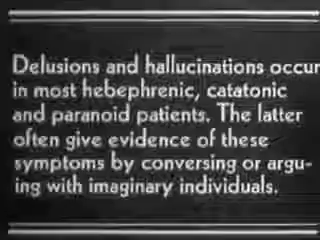 Delusions and hallucinations occur
in most hebephrenic, catatonic
and paranoid patients. The latter
often give evidence of these
symptoms by conversing or argu-
ing with imaginary individuals.